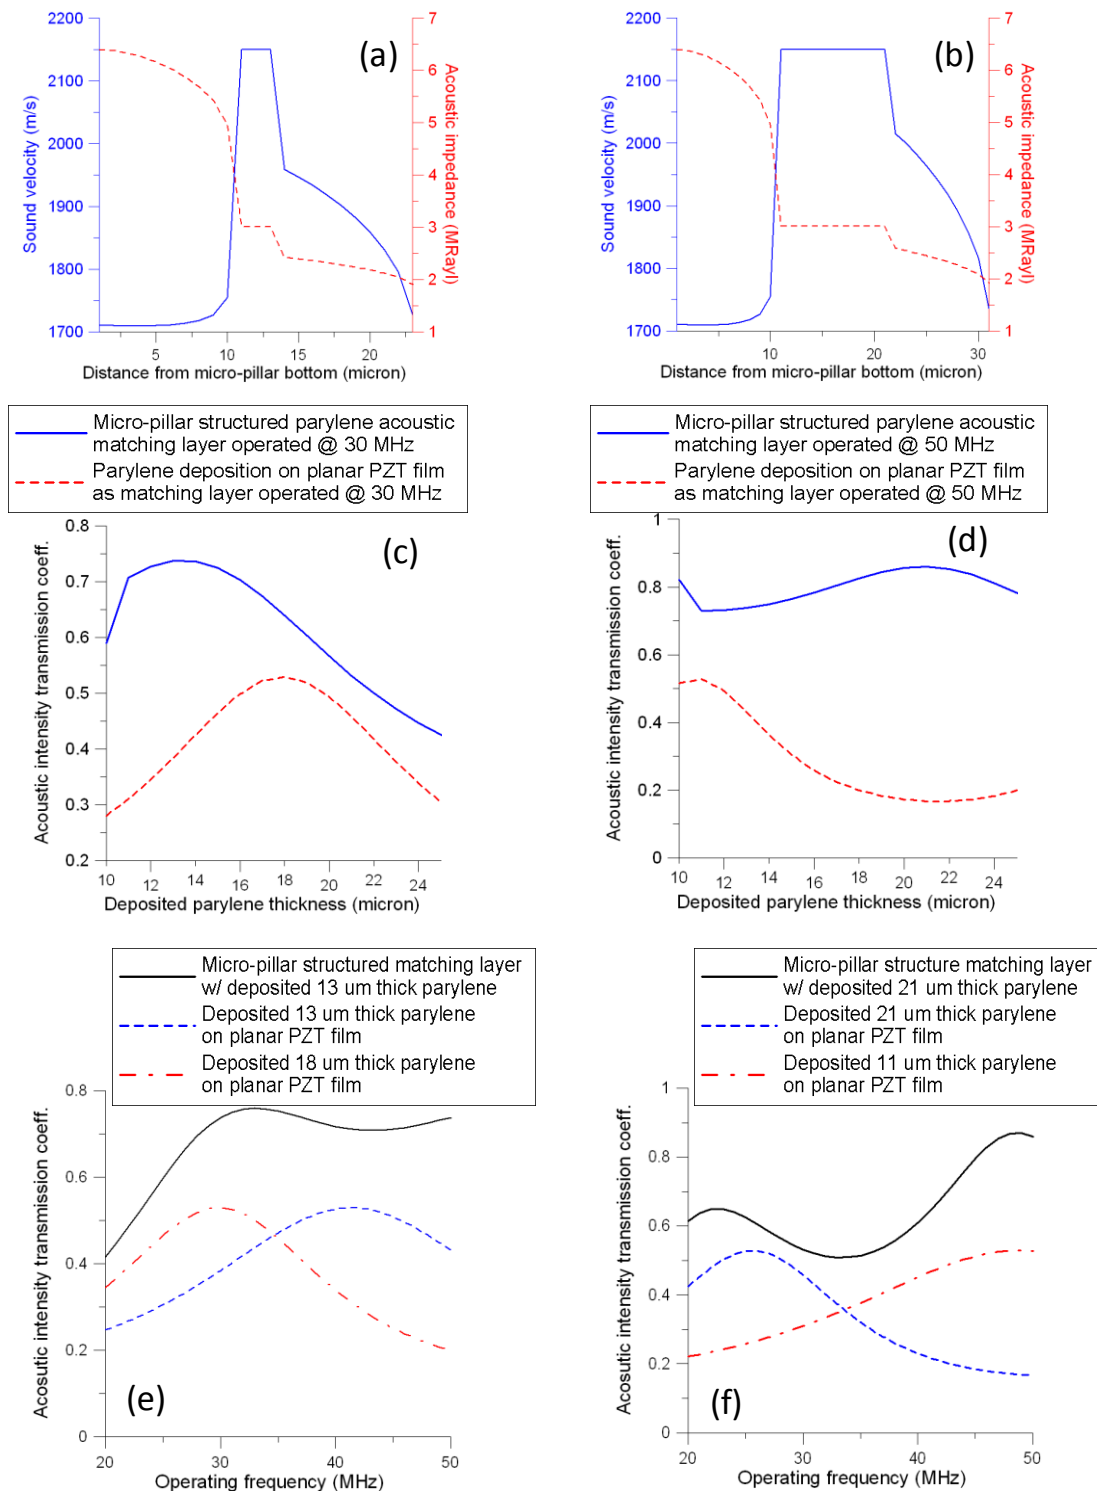 2200
2100
2000
1900
1800
1700
Sound velocity (m/s)
(a)
7
6
5
4
3
2
1
Acoustic impedance (MRayl)
5
10
15
20
Distance from micro-pillar bottom (micron)
2200
2100
2000
1900
1800
1700
Sound velocity (m/s)
(b)
7
6
5
4
3
2
1
Acoustic impedance (MRayl)
10
20
30
Distance from micro-pillar bottom (micron)
Micro-pillar structured parylene acoustic
matching layer operated @ 30 MHz
Parylene deposition on planar PZT film
as matching layer operated @ 30 MHz
Micro-pillar structured parylene acoustic
matching layer operated @ 50 MHz
Parylene deposition on planar PZT film
as matching layer operated @ 50 MHz
0.8
0.7
0.6
0.5
0.4
0.3
0.2
Acoustic intensity transmission coeff.
(c)
10
12
14
16
18
20
22
24
Deposited parylene thickness (micron)
1
0.8
0.6
0.4
0.2
0
Acoustic intensity transmission coeff.
(d)
10
12
14
16
18
20
22
24
Deposited parylene thickness (micron)
Micro-pillar structured matching layer
w/ deposited 13 um thick parylene
Deposited 13 um thick parylene
on planar PZT film
Deposited 18 um thick parylene
on planar PZT film
Micro-pillar structure matching layer
w/ deposited 21 um thick parylene
Deposited 21 um thick parylene
on planar PZT film
Deposited 11 um thick parylene
on planar PZT film
0.8
0.6
0.4
0.2
0
Acosutic intensity transmission coeff.
(e)
20
30
40
50
Operating frequency (MHz)
1
0.8
0.6
0.4
0.2
0
Acosutic intensity transmission coeff.
(f)
20
30
40
50
Operating frequency (MHz)